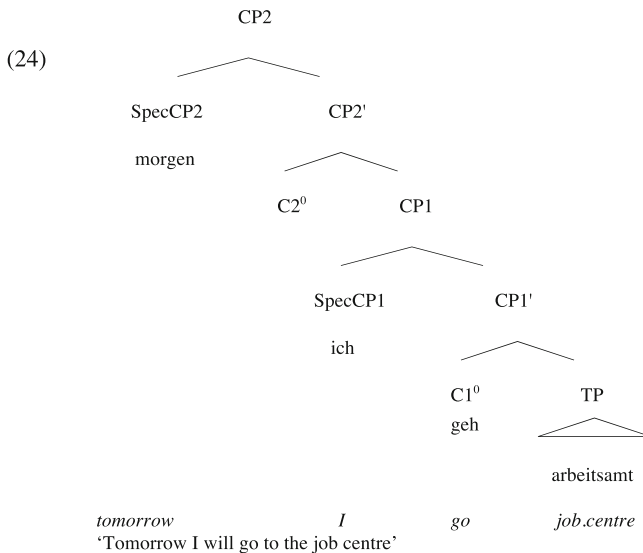 CP2
(24)
SpecCP2 CP2'
morgen
C2⁰ CP1
SpecCP1 CP1'
ich
C1⁰ TP
geh
arbeitsamt
tomorrow I go job.centre
‘Tomorrow I will go to the job centre’